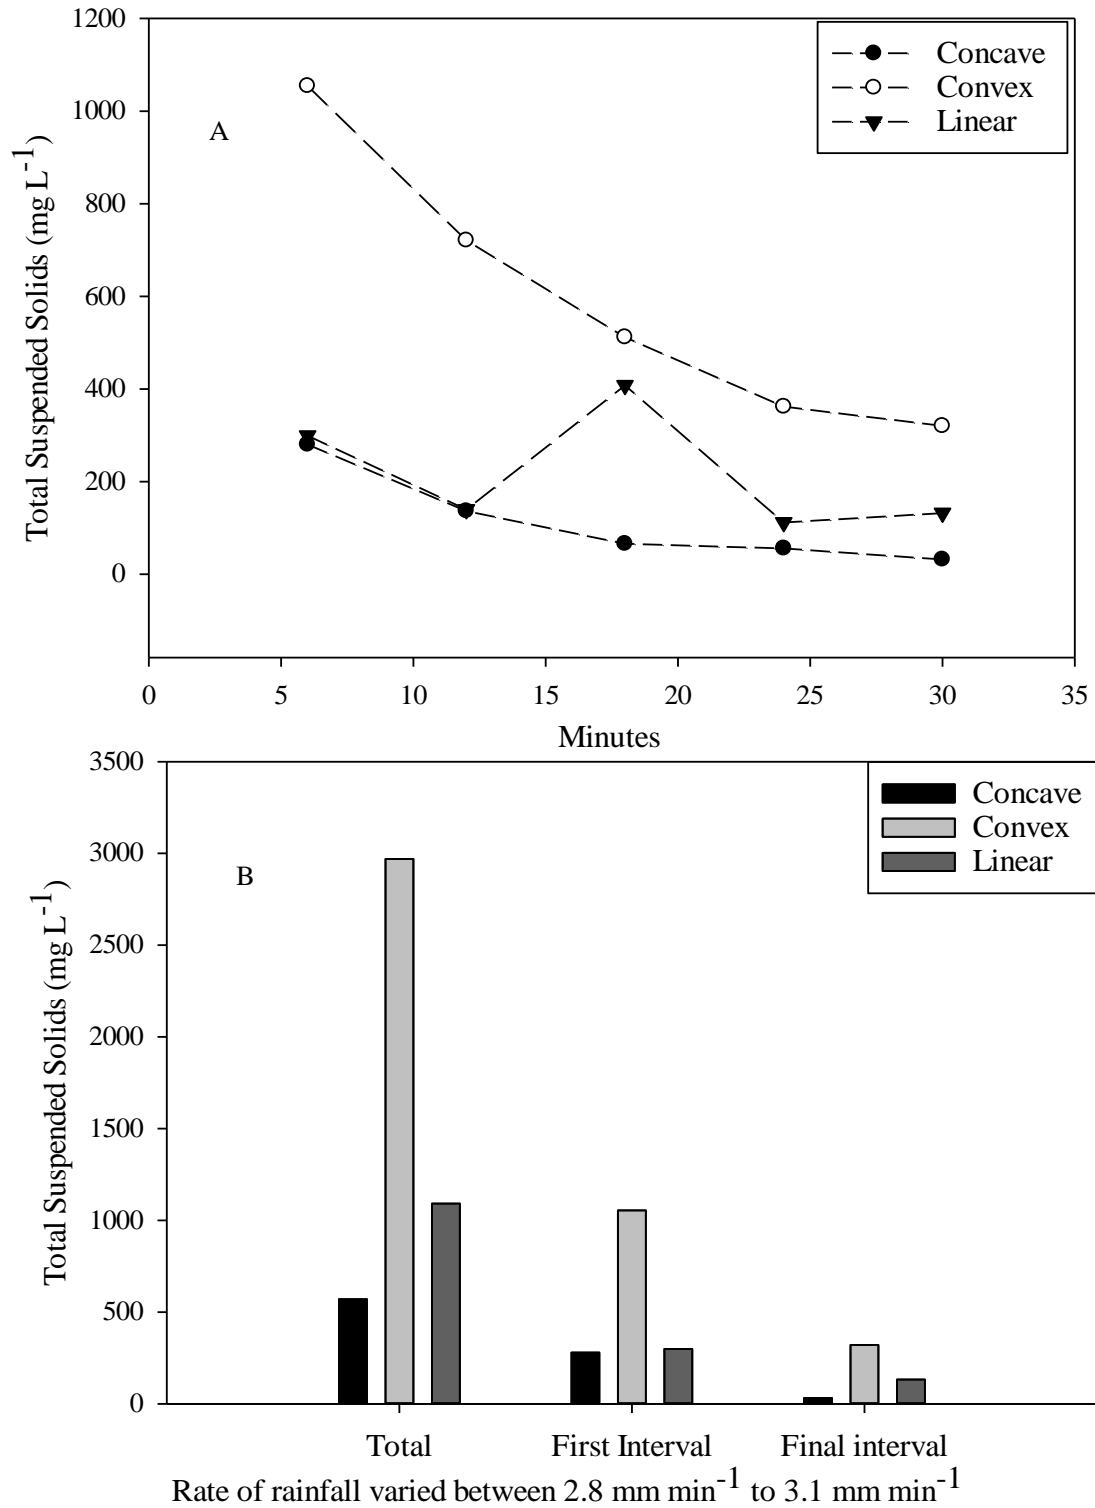 1200
1000
800
600
400
200
0
Total Suspended Solids (mg L-1)
A
Concave
Convex
Linear
0 5 10 15 20 25 30 35
Minutes
3500
3000
2500
2000
1500
1000
500
0
Total Suspended Solids (mg L-1)
B
Concave
Convex
Linear
Total First Interval Final interval
Rate of rainfall varied between 2.8 mm min-1 to 3.1 mm min-1